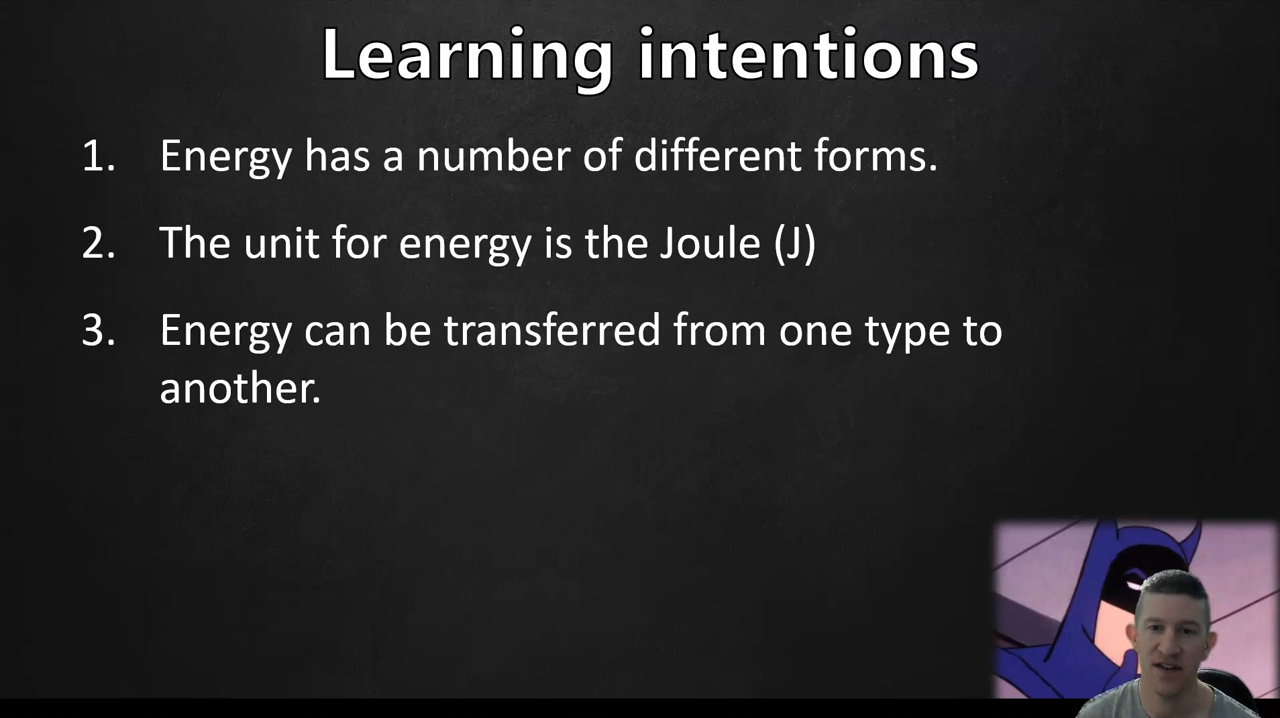 Learning intentions
1. Energy has a number of different forms.
2. The unit for energy is the Joule (J)
3. Energy can be transferred from one type to
another.